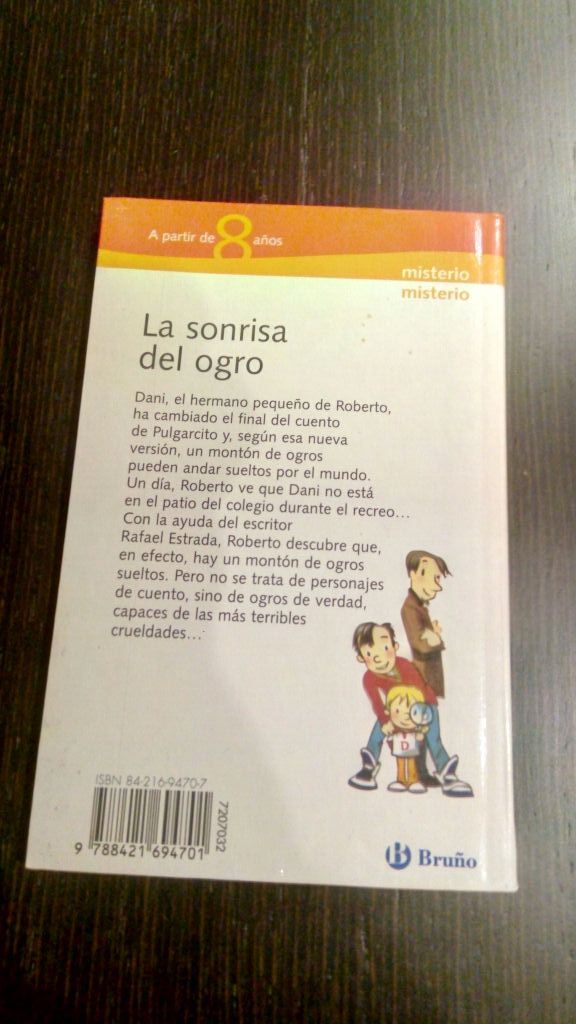 A partir de 8 años
misterio
misterio
La sonrisa
del ogro
Dani, el hermano pequeño de Roberto,
ha cambiado el final del cuento
de Pulgarcito y, según esa nueva
versión, un montón de ogros
pueden andar sueltos por el mundo.
Un día, Roberto ve que Dani no está
en el patio del colegio durante el recreo...
Con la ayuda del escritor
Rafael Estrada, Roberto descubre que,
en efecto, hay un montón de ogros
sueltos. Pero no se trata de personajes
de cuento, sino de ogros de verdad,
capaces de las más terribles
crueldades...
D
ISBN 84-216-9470-7
7207032
9 788421 694701
Bruño